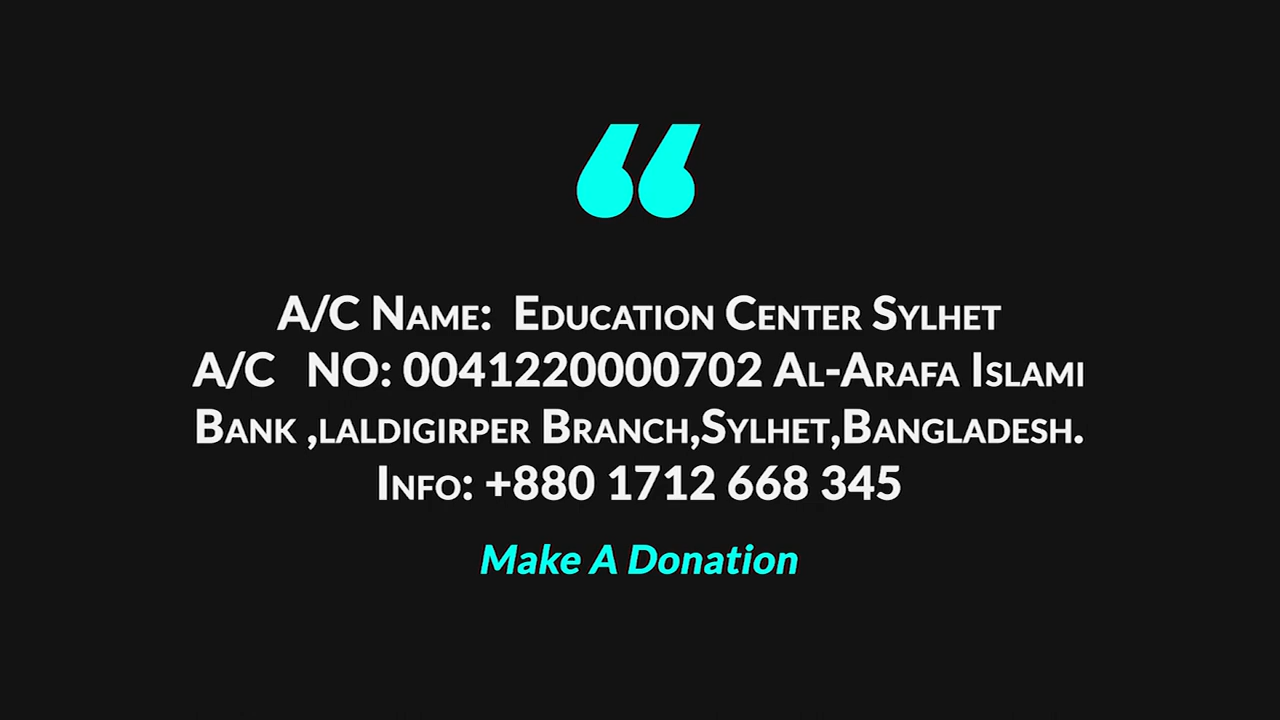 “
A/C Name: Education Center Sylhet
A/C NO: 0041220000702 Al-Arafa Islami
Bank ,laldigirper Branch,Sylhet,Bangladesh.
Info: +880 1712 668 345
Make A Donation